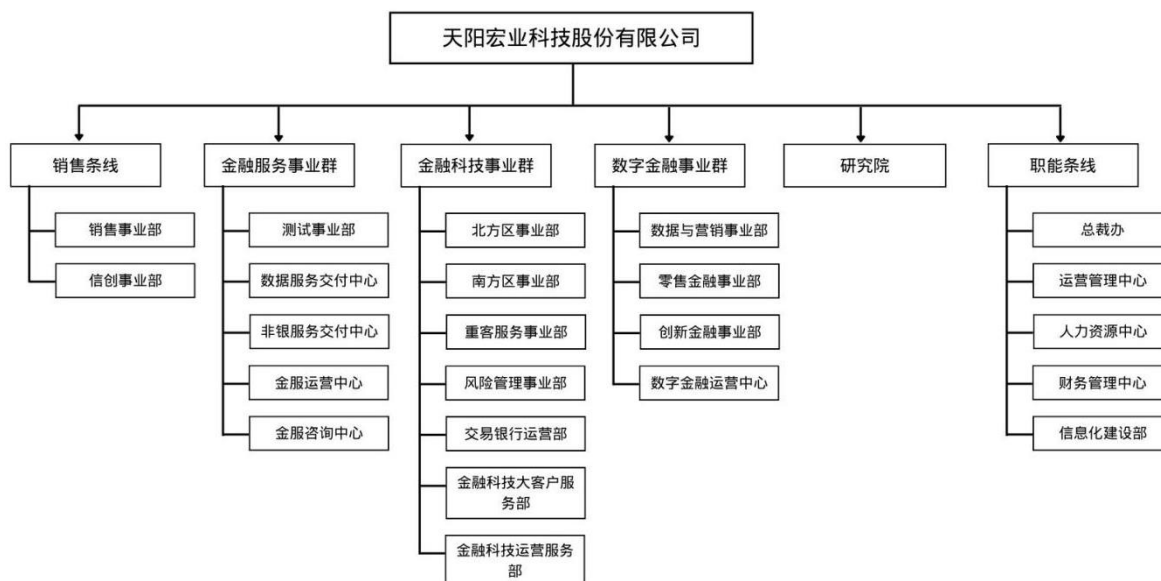 天阳宏业科技股份有限公司
销售条线
金融服务事业群
金融科技事业群
数字金融事业群
研究院
职能条线
销售事业部
信创事业部
测试事业部
数据服务交付中心
非银服务交付中心
金服运营中心
金服咨询中心
北方区事业部
南方区事业部
重客服务事业部
风险管理事业部
交易银行运营部
金融科技大客户服
务部
金融科技运营服务
部
数据与营销事业部
零售金融事业部
创新金融事业部
数字金融运营中心
总裁办
运营管理中心
人力资源中心
财务管理中心
信息化建设部